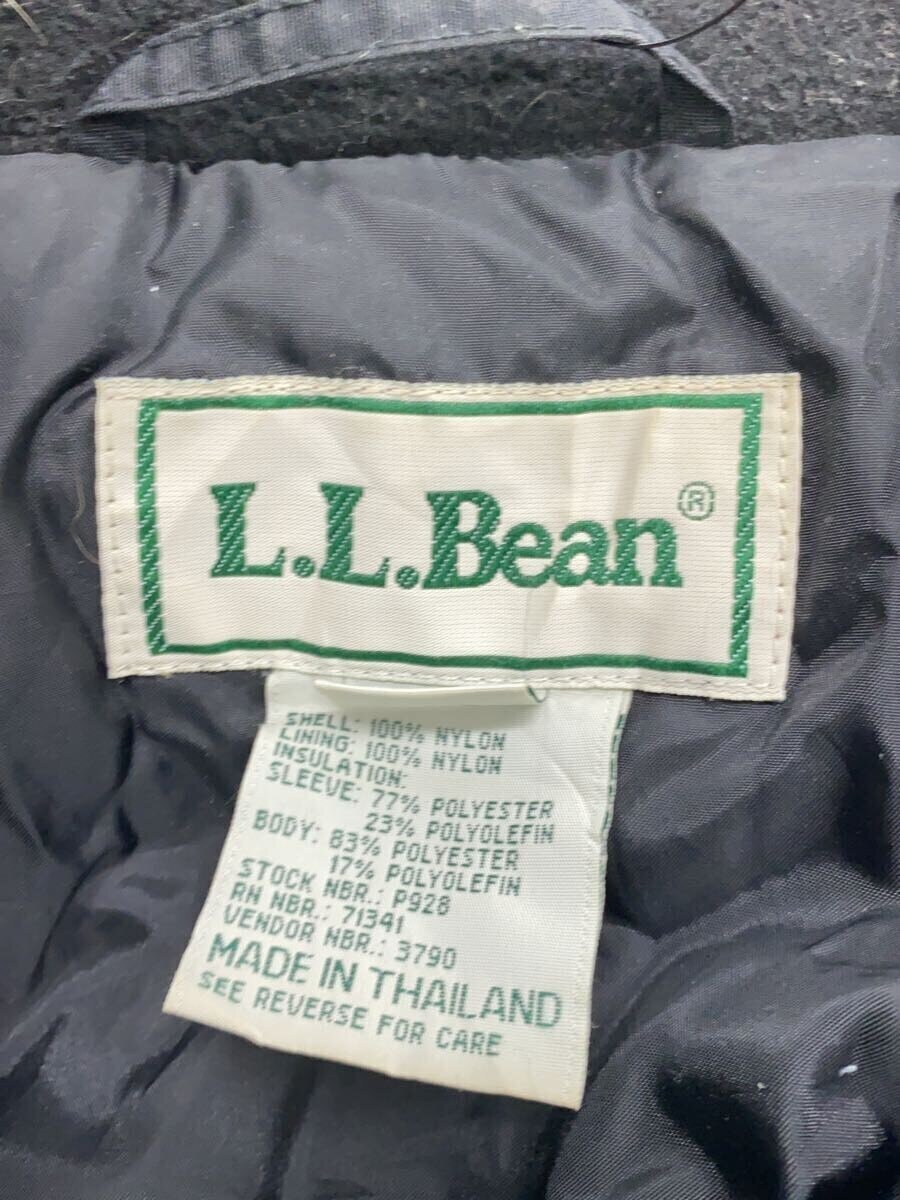 L.L.Bean®
SHELL: 100% NYLON
LINING: 100% NYLON
INSULATION:
SLEEVE: 77% POLYESTER
23% POLYOLEFIN
BODY: 83% POLYESTER
17% POLYOLEFIN
STOCK NBR.: P928
RN NBR.: 71341
VENDOR NBR.: 3790
MADE IN THAILAND
SEE REVERSE FOR CARE